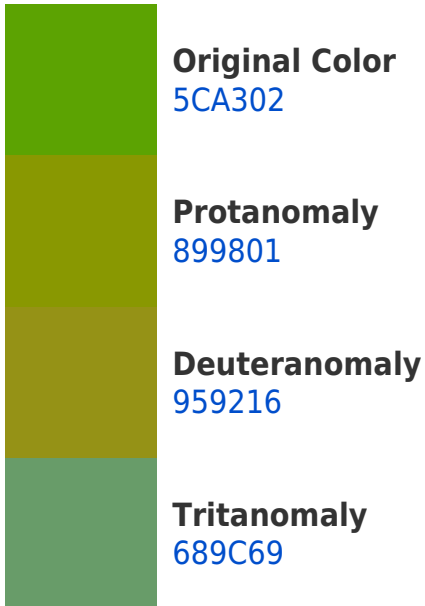 Original Color
5CA302
Protanomaly
899801
Deuteranomaly
959216
Tritanomaly
689C69